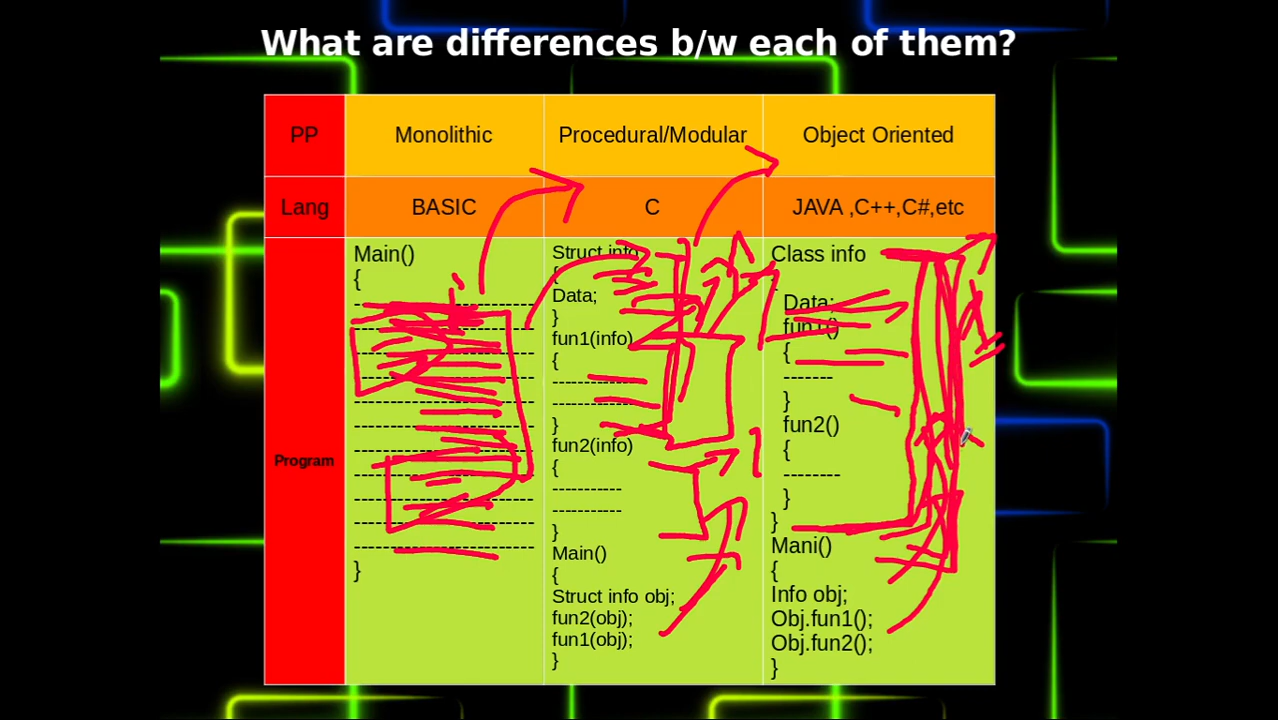 What are differences b/w each of them?
PP
Monolithic
Procedural/Modular
Object Oriented
Lang
BASIC
C
JAVA ,C++,C#,etc
Program
Main()
{
-----------------------------
-----------------------------
-----------------------------
-----------------------------
-----------------------------
-----------------------------
-----------------------------
-----------------------------
-----------------------------
-----------------------------
-----------------------------
}
Struct info
{
Data;
}
fun1(info)
{
---------------
---------------
}
fun2(info)
{
-----------
-----------
}
Main()
{
Struct info obj;
fun2(obj);
fun1(obj);
}
Class info
{
Data;
fun1()
{
-------
}
fun2()
{
--------
}
}
Mani()
{
Info obj;
Obj.fun1();
Obj.fun2();
}